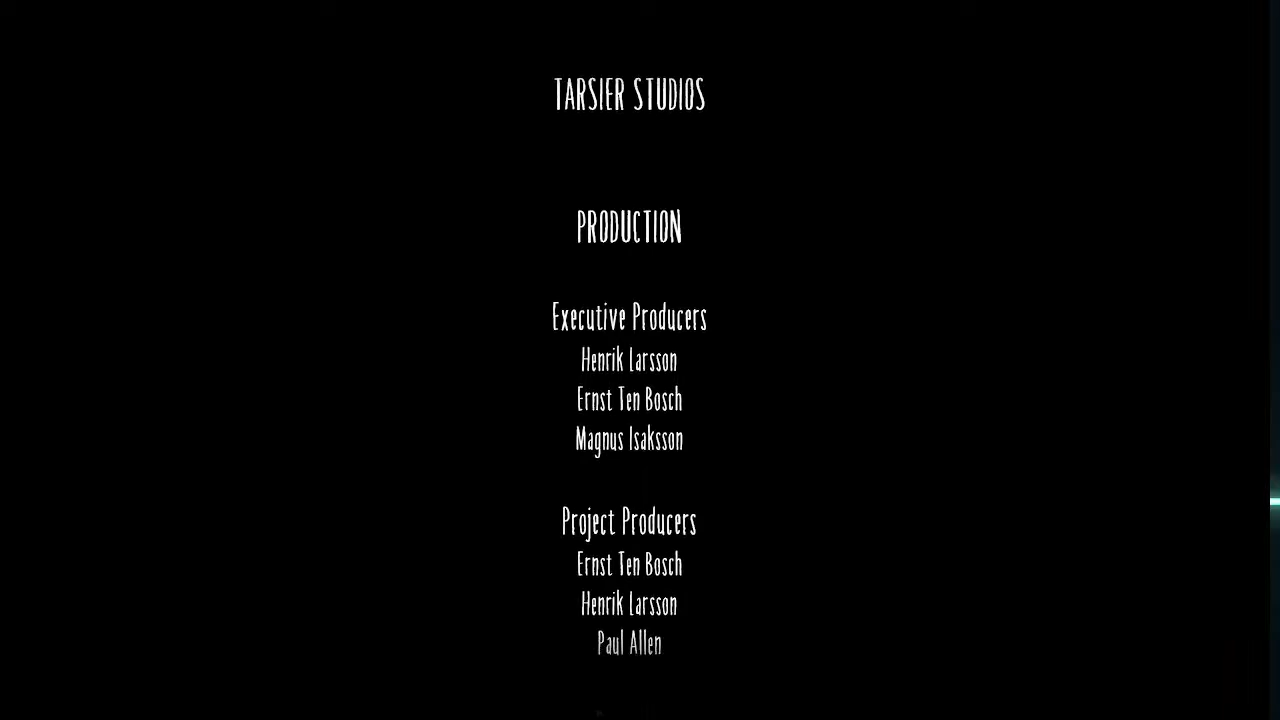 TARSIER STUDIOS
PRODUCTION
Executive Producers
Henrik Larsson
Ernst Ten Bosch
Magnus Isaksson
Project Producers
Ernst Ten Bosch
Henrik Larsson
Paul Allen